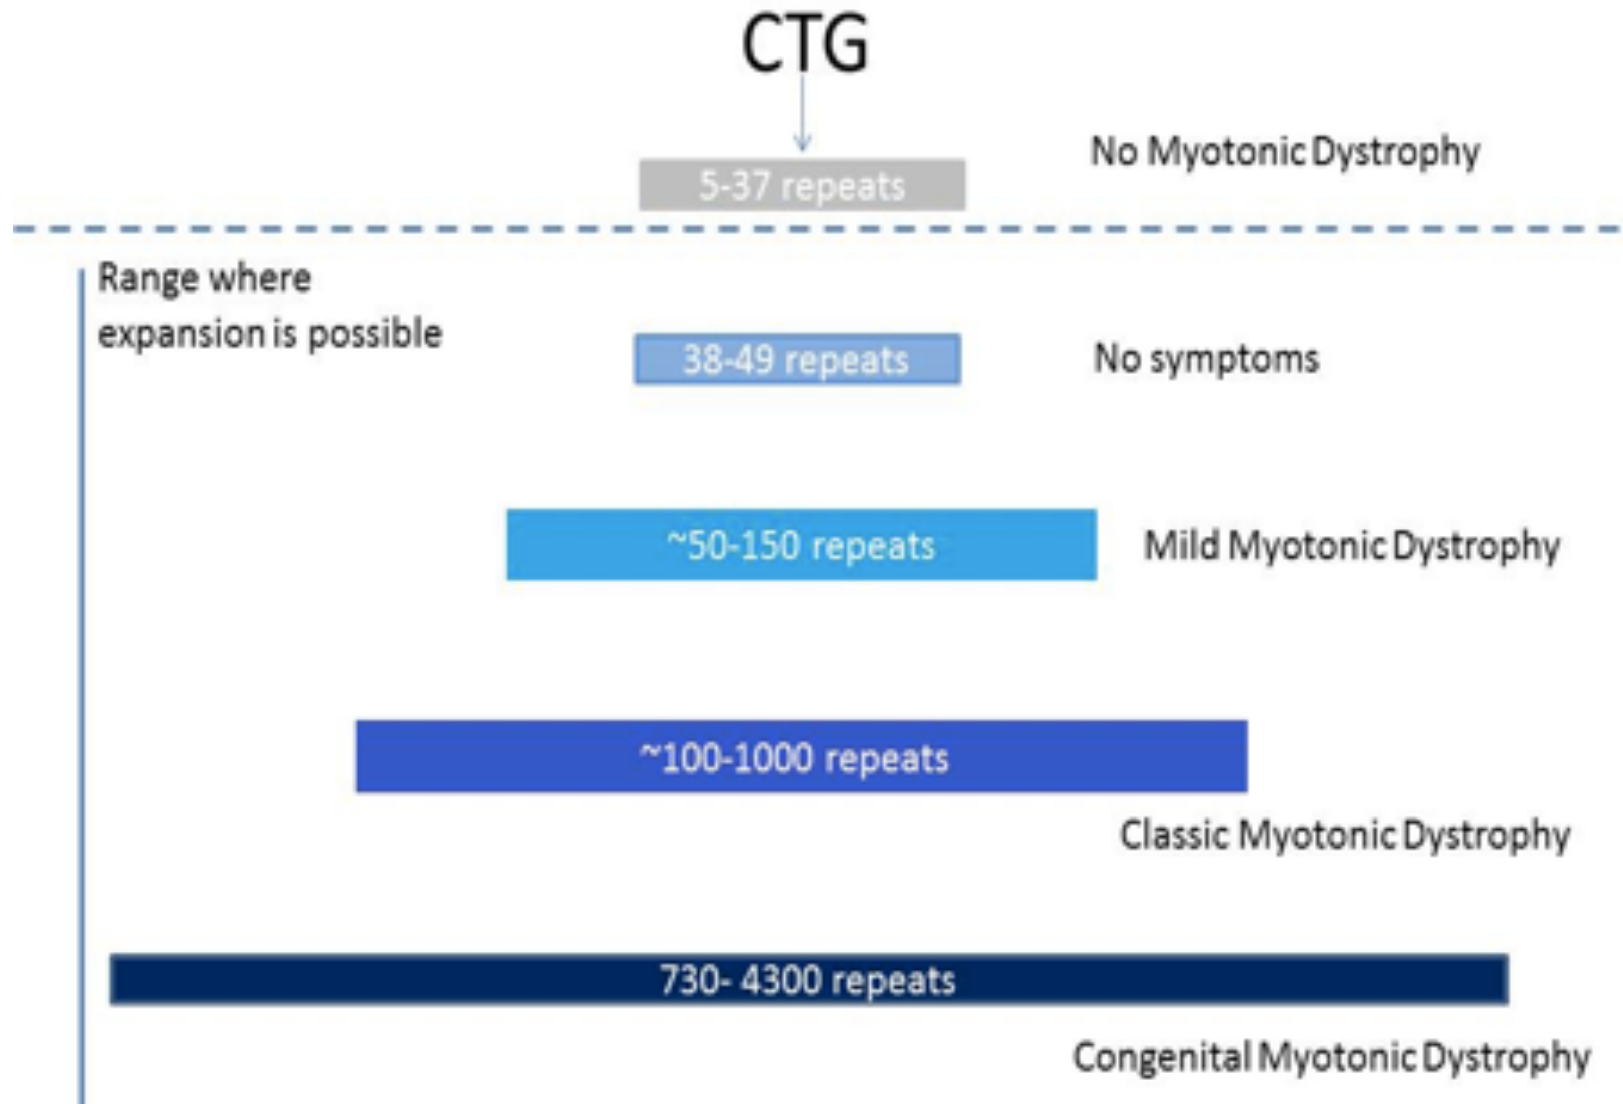 CTG
No Myotonic Dystrophy
5-37 repeats
Range where
expansion is possible
38-49 repeats
No symptoms
~50-150 repeats
Mild Myotonic Dystrophy
~100-1000 repeats
Classic Myotonic Dystrophy
730- 4300 repeats
Congenital Myotonic Dystrophy